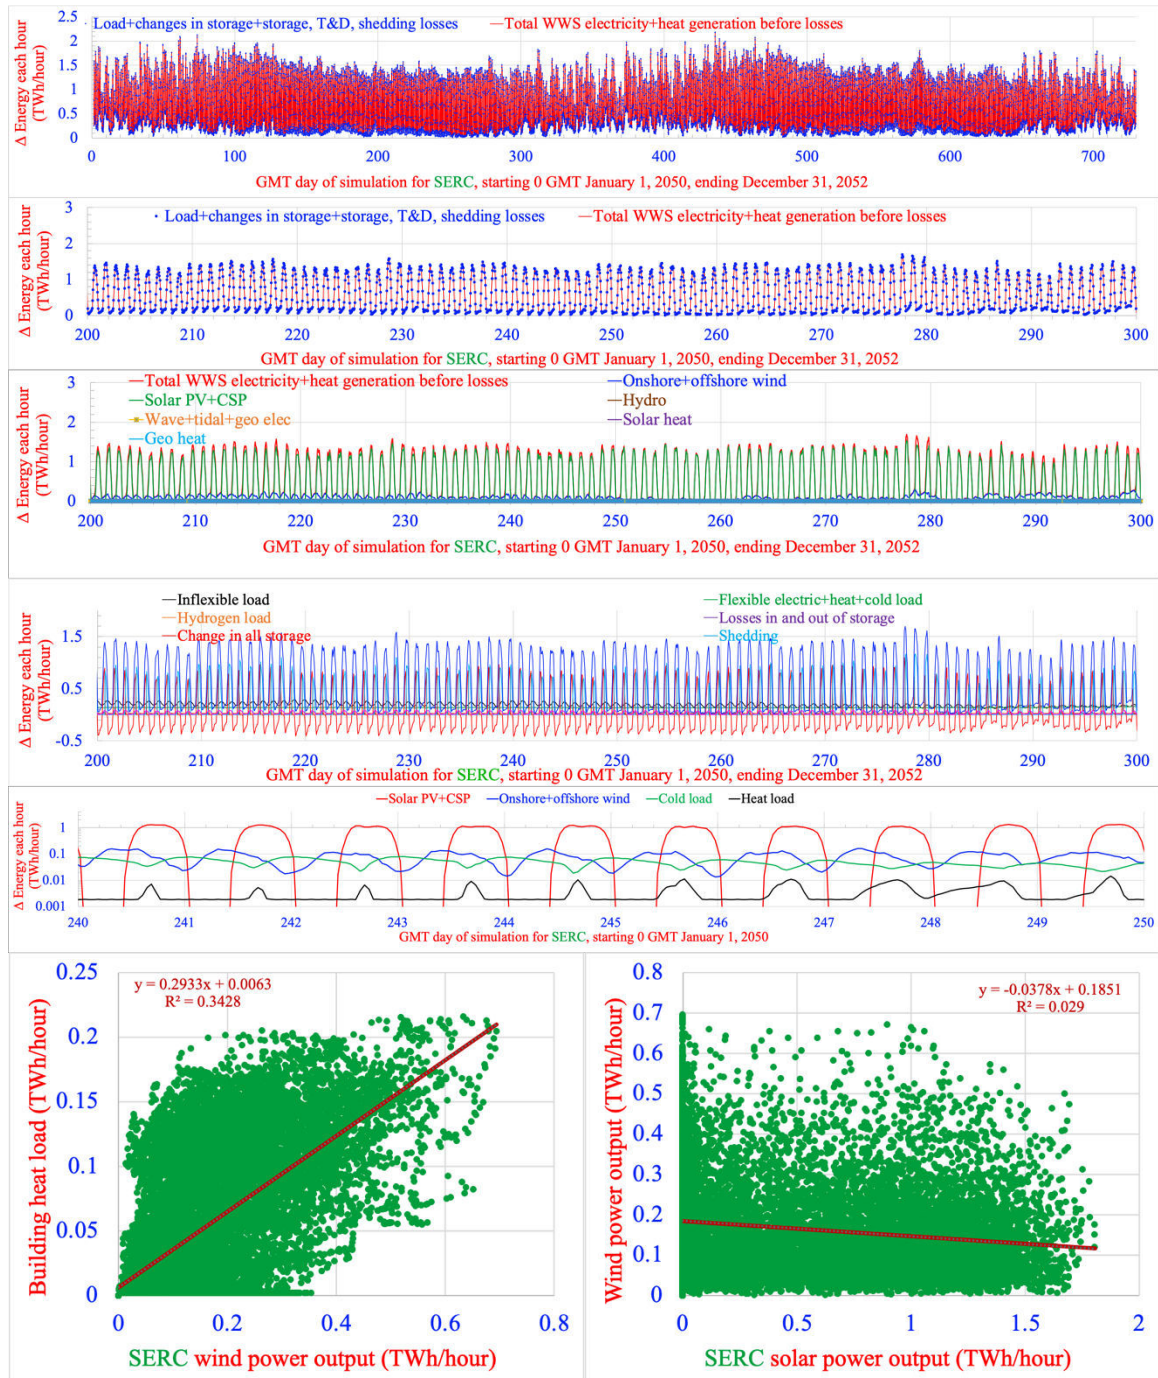 Load+changes in storage+storage, T&D, shedding losses —Total WWS electricity+heat generation before losses
Δ Energy each hour
(TWh/hour)
2.5
2
1.5
1
0.5
0
0 100 200 300 400 500 600 700
GMT day of simulation for SERC, starting 0 GMT January 1, 2050, ending December 31, 2052
Load+changes in storage+storage, T&D, shedding losses —Total WWS electricity+heat generation before losses
Δ Energy each hour
(TWh/hour)
3
2
1
0
200 210 220 230 240 250 260 270 280 290 300
GMT day of simulation for SERC, starting 0 GMT January 1, 2050, ending December 31, 2052
Total WWS electricity+heat generation before losses Onshore+offshore wind
Solar PV+CSP Hydro
Wave+tidal+geo elec Solar heat
Geo heat
Δ Energy each hour
(TWh/hour)
3
2
1
0
200 210 220 230 240 250 260 270 280 290 300
GMT day of simulation for SERC, starting 0 GMT January 1, 2050, ending December 31, 2052
Inflexible load Flexible electric+heat+cold load
Hydrogen load Losses in and out of storage
Change in all storage Shedding
Δ Energy each hour
(TWh/hour)
1.5
0.5
-0.5
200 210 220 230 240 250 260 270 280 290 300
GMT day of simulation for SERC, starting 0 GMT January 1, 2050, ending December 31, 2052
Solar PV+CSP Onshore+offshore wind Cold load Heat load
Δ Energy each hour
(TWh/hour)
1
0.1
0.01
0.001
240 241 242 243 244 245 246 247 248 249 250
GMT day of simulation for SERC, starting 0 GMT January 1, 2050
y = 0.2933x + 0.0063
R² = 0.3428
Building heat load (TWh/hour)
0.25
0.2
0.15
0.1
0.05
0
0 0.2 0.4 0.6 0.8
SERC wind power output (TWh/hour)
y = -0.0378x + 0.1851
R² = 0.029
Wind power output (TWh/hour)
0.8
0.7
0.6
0.5
0.4
0.3
0.2
0.1
0
0 0.5 1 1.5 2
SERC solar power output (TWh/hour)